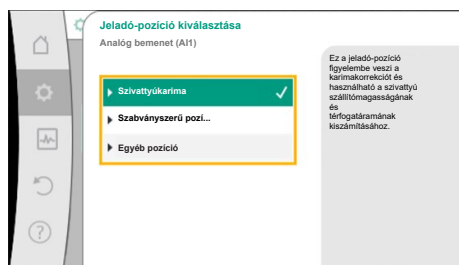 Jeladó-pozíció kiválasztása
Analóg bemenet (AI1)
Szivattyúkarima
Szabványszerű pozí...
Egyéb pozíció
Ez a jeladó-pozíció
figyelembe veszi a
karimakorrekciót és
használható a szivattyú
szállítómagasságának
és
térfogatáramának
kiszámításához.